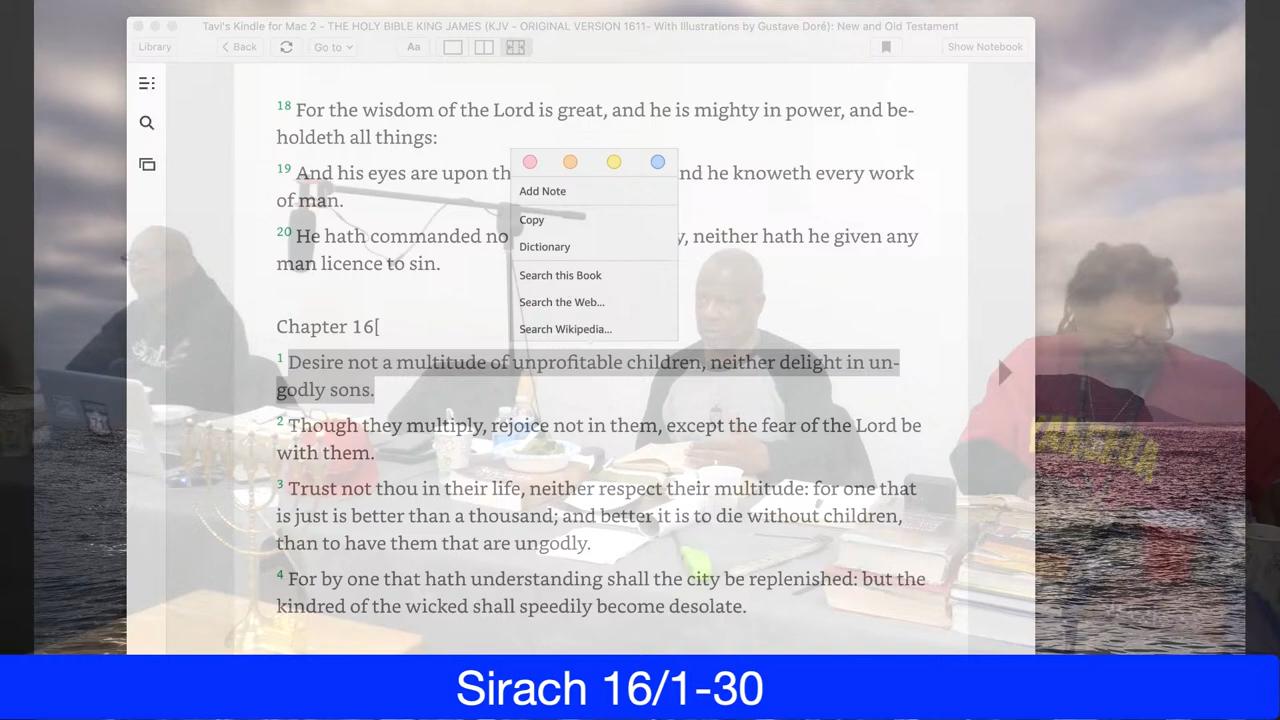 Tavi's Kindle for Mac 2 - THE HOLY BIBLE KING JAMES (KJV - ORIGINAL VERSION 1611- With Illustrations by Gustave Doré): New and Old Testament
Library
Back
Go to
Aa
Show Notebook
18 For the wisdom of the Lord is great, and he is mighty in power, and be-
holdeth all things:
19 And his eyes are upon th nd he knoweth every work
of man.
20 He hath commanded no y, neither hath he given any
man licence to sin.
Add Note
Copy
Dictionary
Search this Book
Search the Web...
Search Wikipedia...
Chapter 16[
1 Desire not a multitude of unprofitable children, neither delight in un-
godly sons.
2 Though they multiply, rejoice not in them, except the fear of the Lord be
with them.
3 Trust not thou in their life, neither respect their multitude: for one that
is just is better than a thousand; and better it is to die without children,
than to have them that are ungodly.
4 For by one that hath understanding shall the city be replenished: but the
kindred of the wicked shall speedily become desolate.
Sirach 16/1-30